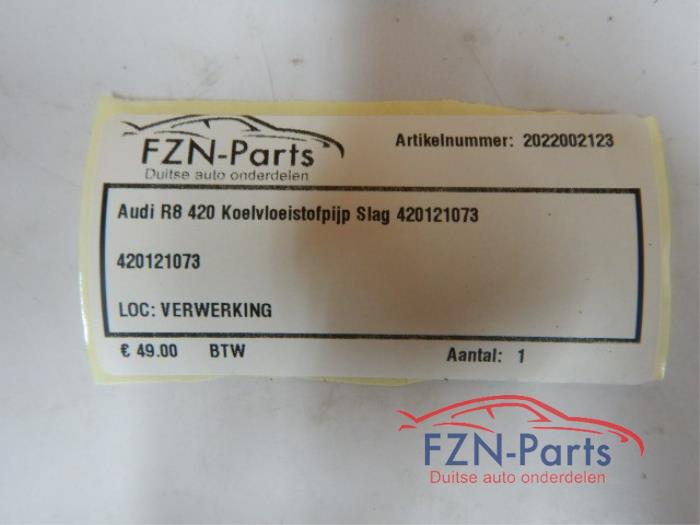 FZN-Parts
Duitse auto onderdelen
Artikelnummer: 2022002123
Audi R8 420 Koelvloeistofpijp Slag 420121073
420121073
LOC: VERWERKING
€ 49.00 BTW Aantal: 1
FZN-Parts
Duitse auto onderdelen